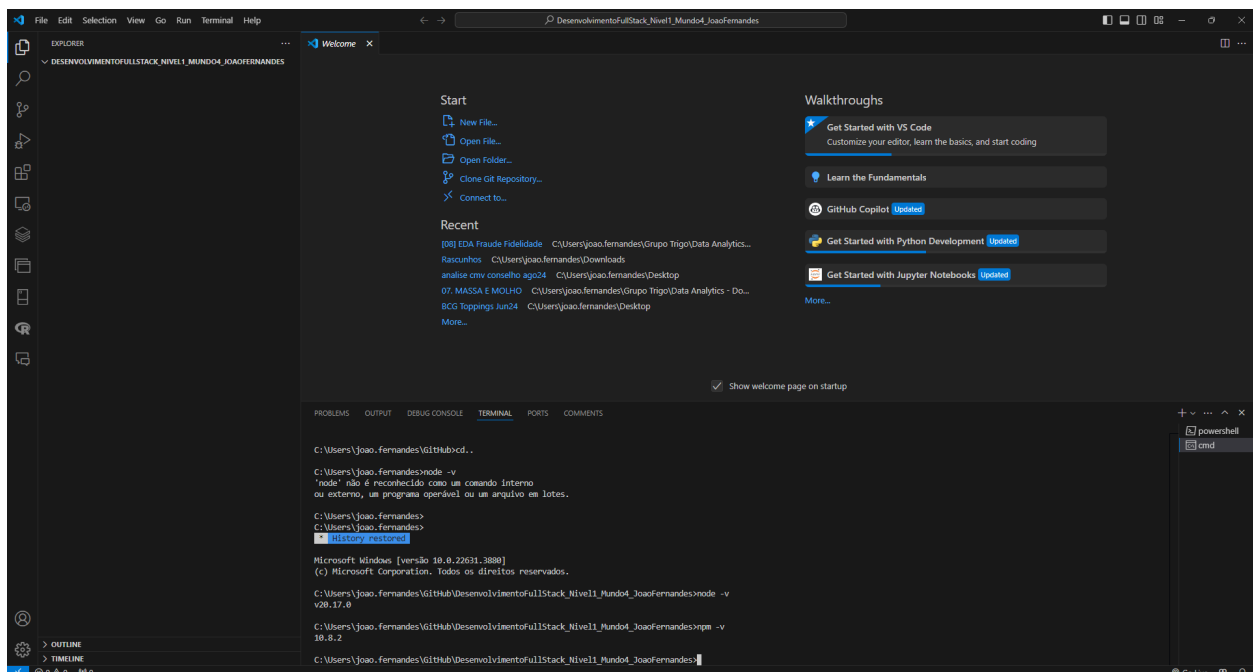 File Edit Selection View Go Run Terminal Help
DesenvolvimentoFullStack_Nivel1_Mundo4_JoaoFernandes
EXPLORER
DESENVOLVIMENTOFULLSTACK_NIVEL1_MUNDO4_JOAOFERNANDES
Welcome
Start
New File...
Open File...
Open Folder...
Clone Git Repository...
Connect to...
Recent
[08] EDA Fraude Fidelidade C:\Users\joao.fernandes\Grupo Trigo\Data Analytics...
Rascunhos C:\Users\joao.fernandes\Downloads
analise cmv conselho ago24 C:\Users\joao.fernandes\Desktop
07. MASSA E MOLHO C:\Users\joao.fernandes\Grupo Trigo\Data Analytics - Do...
BCG Toppings Jun24 C:\Users\joao.fernandes\Desktop
More...
Walkthroughs
Get Started with VS Code
Customize your editor, learn the basics, and start coding
Learn the Fundamentals
GitHub Copilot Updated
Get Started with Python Development Updated
Get Started with Jupyter Notebooks Updated
More...
Show welcome page on startup
PROBLEMS OUTPUT DEBUG CONSOLE TERMINAL PORTS COMMENTS
powershell
cmd
C:\Users\joao.fernandes\GitHub>cd..
C:\Users\joao.fernandes>node -v
'node' não é reconhecido como um comando interno
ou externo, um programa operável ou um arquivo em lotes.
C:\Users\joao.fernandes>
C:\Users\joao.fernandes>
* History restored
Microsoft Windows [versão 10.0.22631.3880]
(c) Microsoft Corporation. Todos os direitos reservados.
C:\Users\joao.fernandes\GitHub\DesenvolvimentoFullStack_Nivel1_Mundo4_JoaoFernandes>node -v
v20.17.0
C:\Users\joao.fernandes\GitHub\DesenvolvimentoFullStack_Nivel1_Mundo4_JoaoFernandes>npm -v
10.8.2
C:\Users\joao.fernandes\GitHub\DesenvolvimentoFullStack_Nivel1_Mundo4_JoaoFernandes>
OUTLINE
TIMELINE